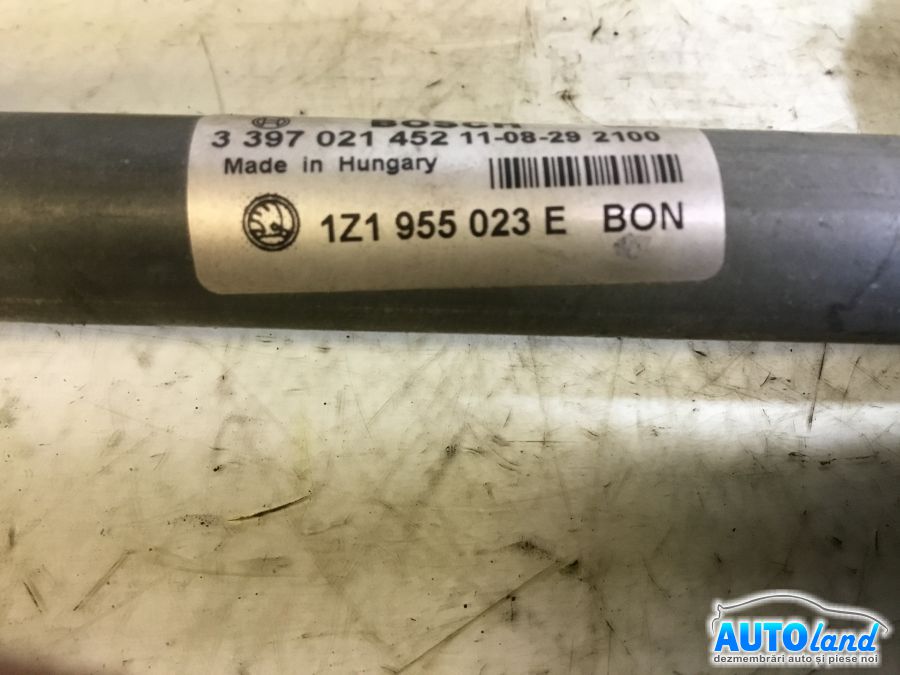 BOSCH
3 397 021 452 11-08-29 2100
Made in Hungary
1Z1 955 023 E BON
AUTOland
dezmembrări auto și piese noi